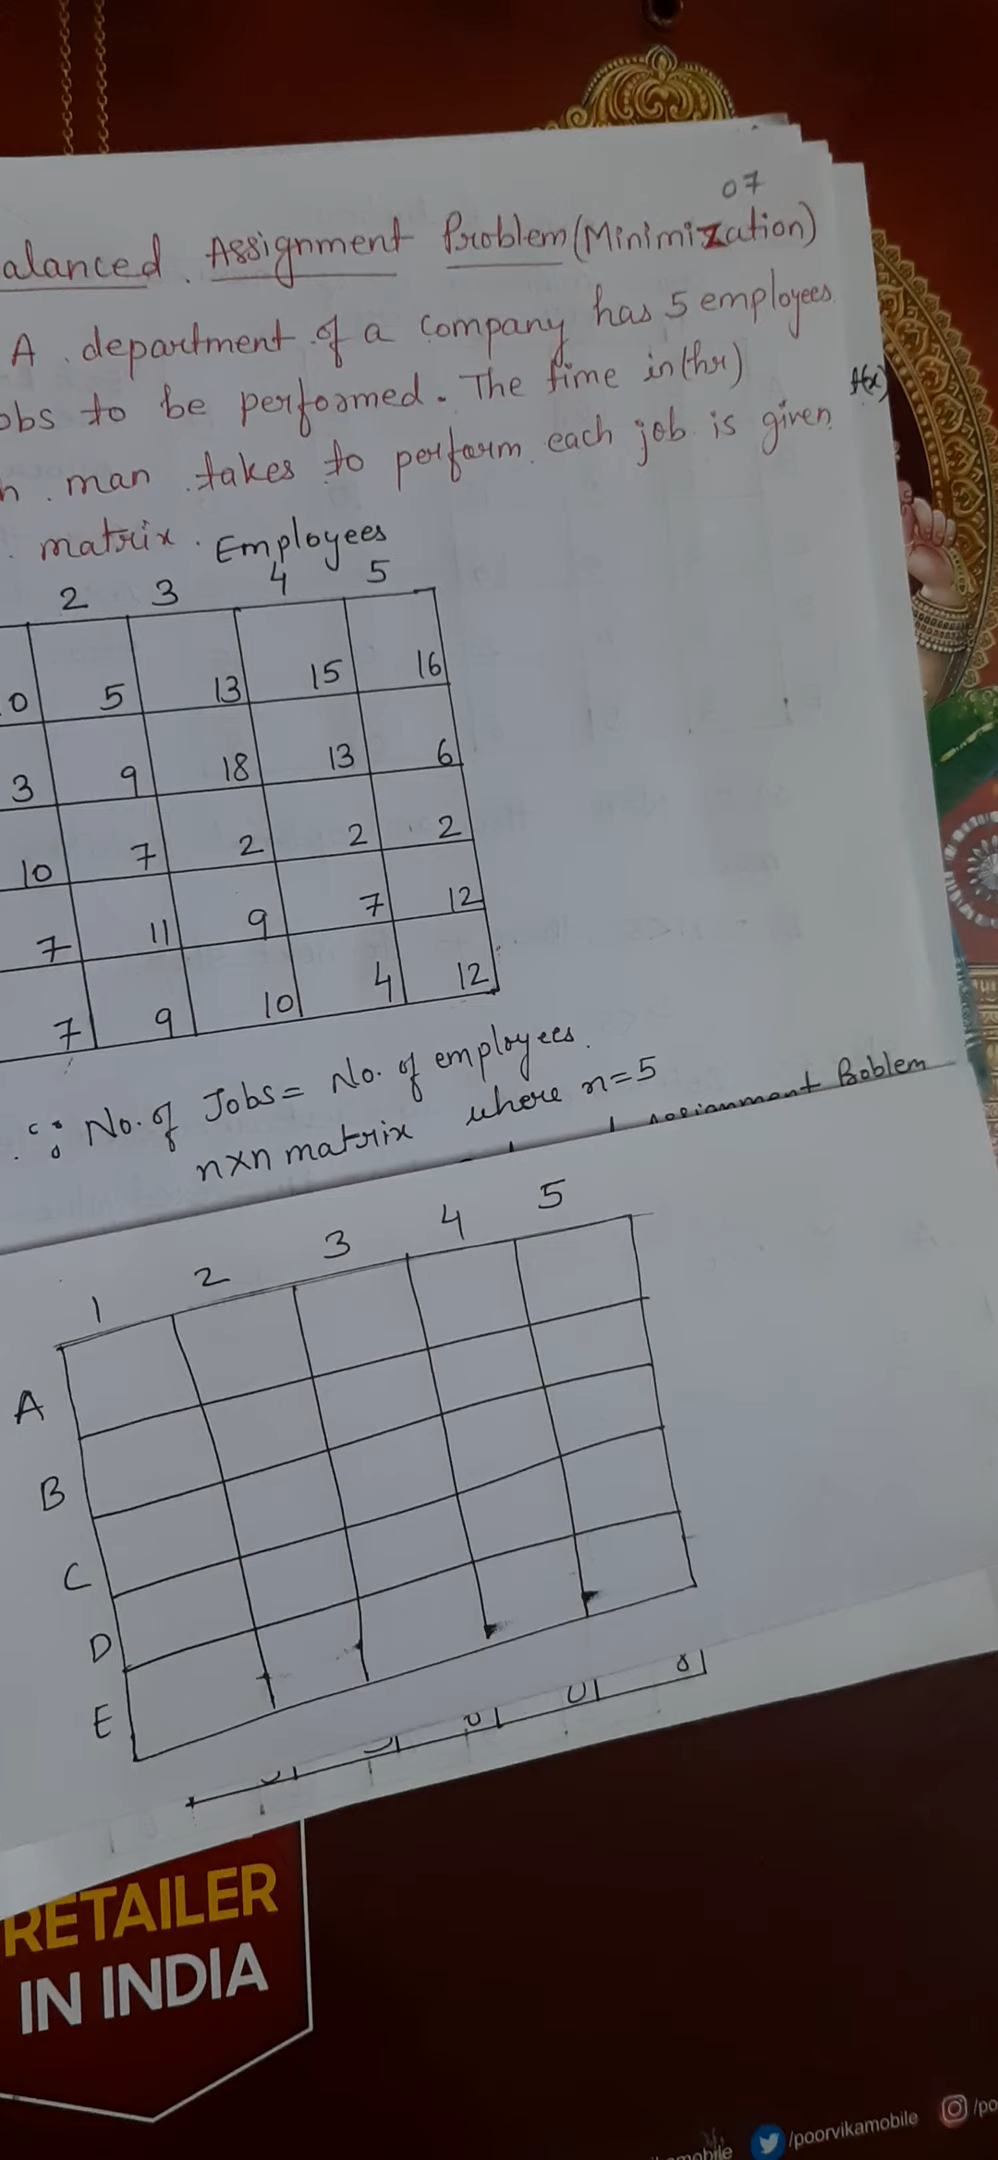 07
alanced. Assignment Problem (Minimization)
A department of a company has 5 employees
obs to be performed. The time in (hr)
f(x)
n man takes to perform each job is given
matrix. Employees
2 3 4 5
0 5 13 15 16
3 9 18 13 6
10 7 2 2 2
7 11 9 7 12
7 9 10 4 12
∴ No. of Jobs = No. of employees.
n×n matrix where n=5
Assignment Problem
1 2 3 4 5
A
B
C
D
E
RETAILER
IN INDIA
/poorvikamobile
/po